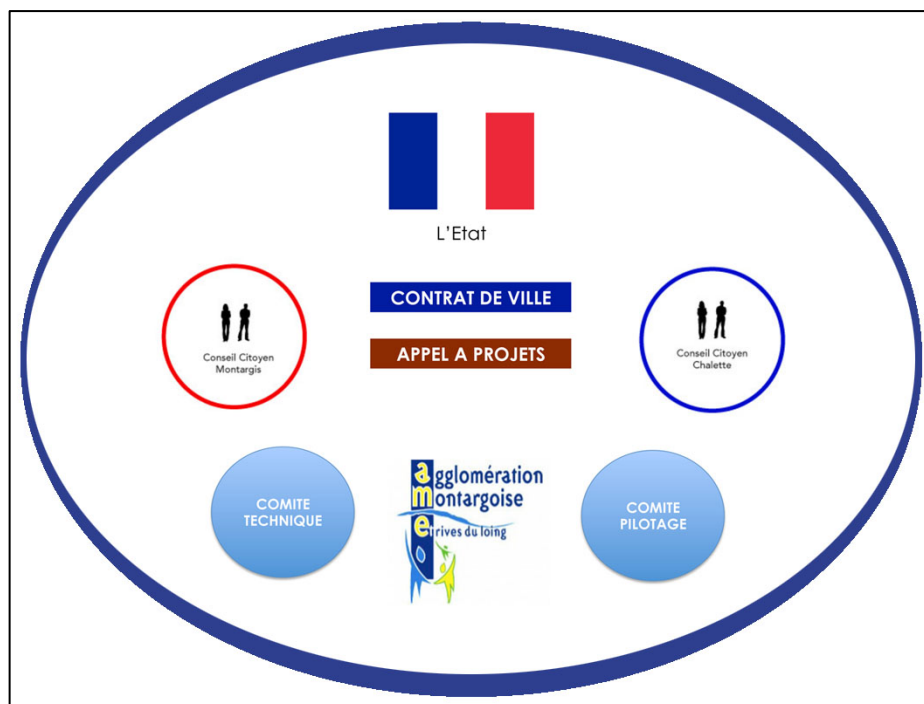 L'Etat
CONTRAT DE VILLE
APPEL A PROJETS
Conseil Citoyen
Montargis
Conseil Citoyen
Chalette
COMITE
TECHNIQUE
agglomération
montargoise
et rives du loing
COMITE
PILOTAGE